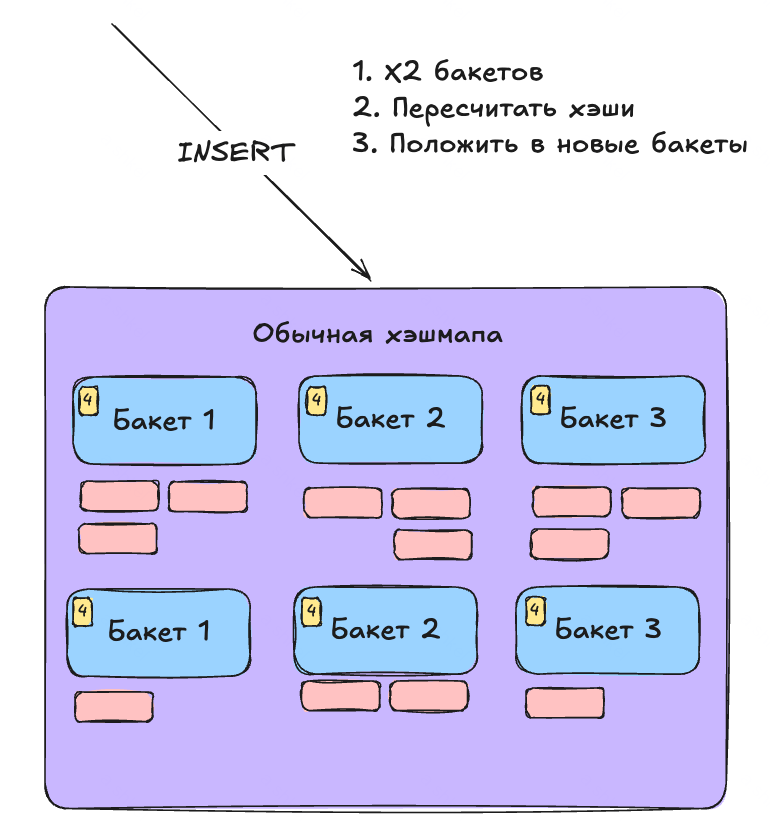 1. X2 бакетов
2. Пересчитать хэши
3. Положить в новые бакеты
INSERT
Обычная хэшмапа
4 Бакет 1
4 Бакет 2
4 Бакет 3
4 Бакет 1
4 Бакет 2
4 Бакет 3